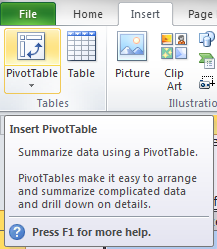 File Home Insert Page
PivotTable Table Picture Clip
Art
Tables Illustratio
Insert PivotTable
Summarize data using a PivotTable.
PivotTables make it easy to arrange
and summarize complicated data
and drill down on details.
Press F1 for more help.